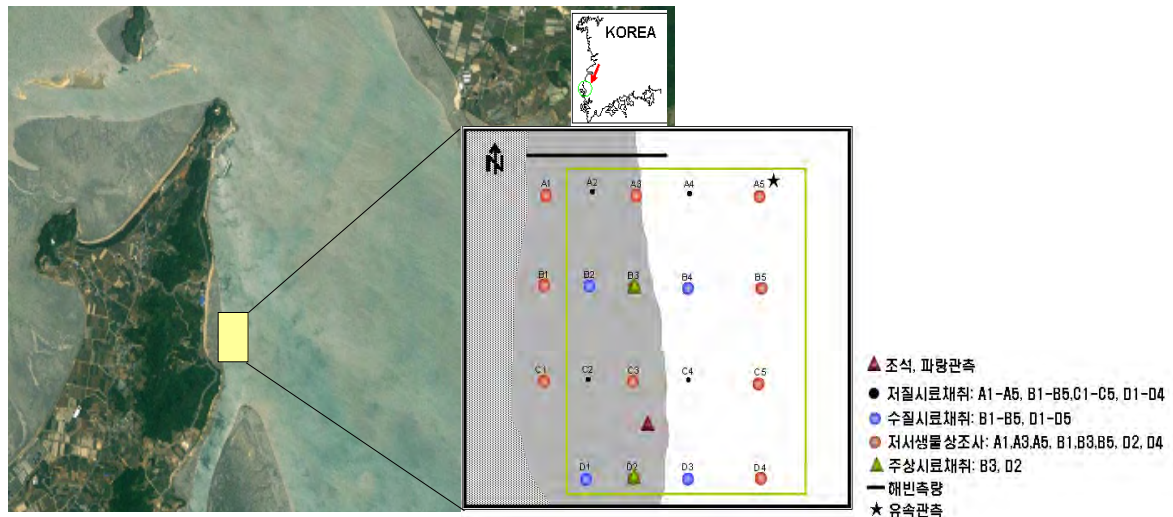 KOREA
N
A1 A2 A3 A4 A5
B1 B2 B3 B4 B5
C1 C2 C3 C4 C5
D1 D2 D3 D4
조석, 파랑관측
저질시료채취: A1-A5, B1-B5,C1-C5, D1-D4
수질시료채취: B1-B5, D1-D5
저서생물상조사: A1,A3,A5, B1,B3,B5, D2, D4
주상시료채취: B3, D2
해빈측량
유속관측